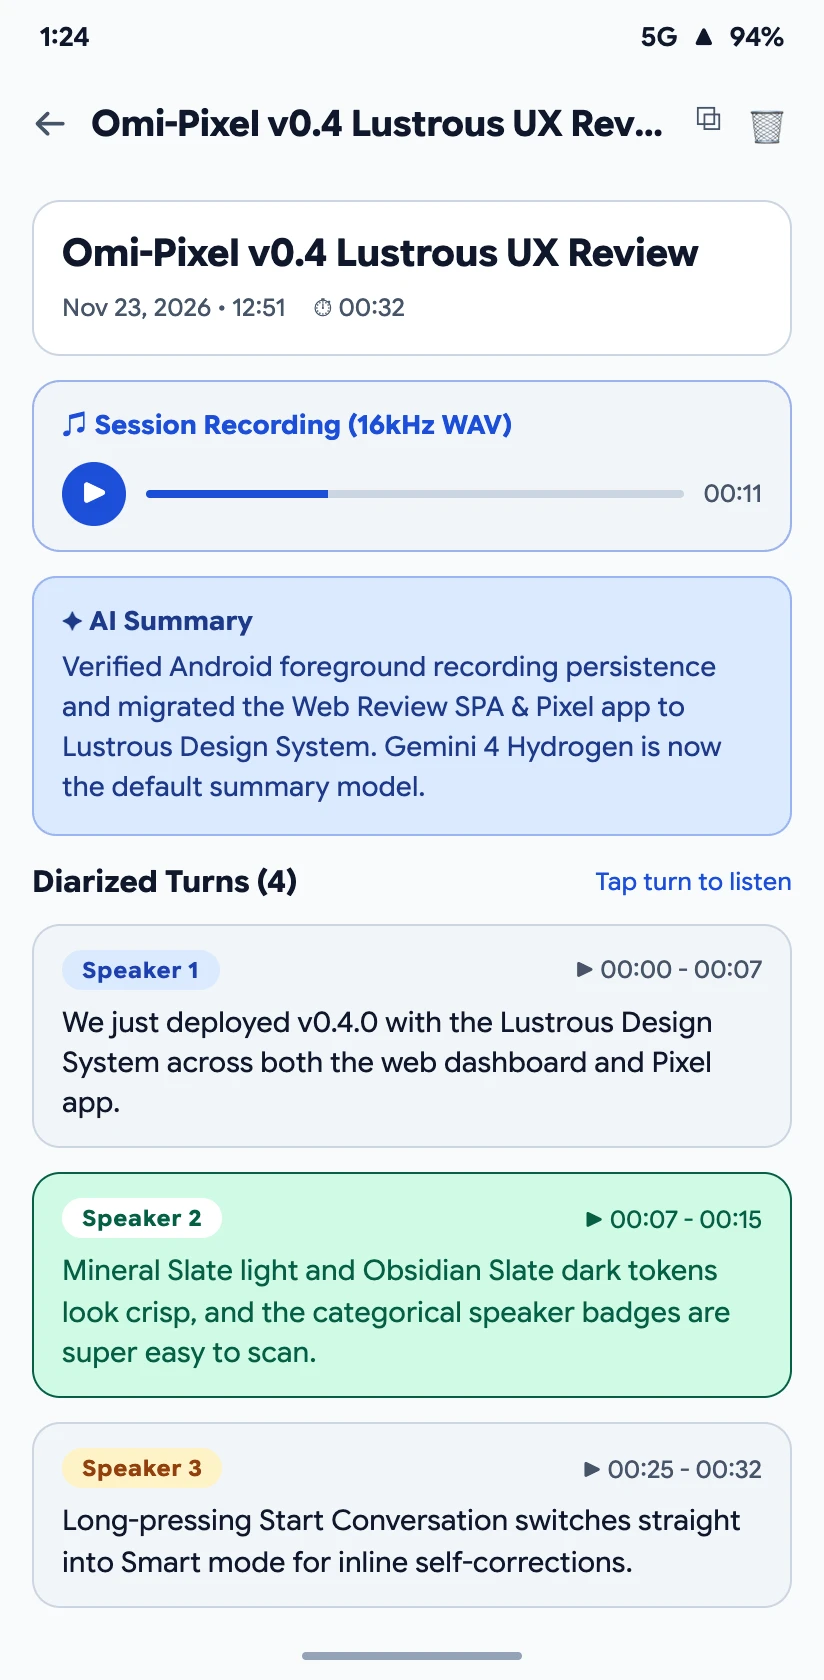 1:24
5G ▲ 94%
Omi-Pixel v0.4 Lustrous UX Rev...
Omi-Pixel v0.4 Lustrous UX Review
Nov 23, 2026 • 12:51 ⏱ 00:32
Session Recording (16kHz WAV)
00:11
AI Summary
Verified Android foreground recording persistence
and migrated the Web Review SPA & Pixel app to
Lustrous Design System. Gemini 4 Hydrogen is now
the default summary model.
Diarized Turns (4)
Tap turn to listen
Speaker 1
00:00 - 00:07
We just deployed v0.4.0 with the Lustrous Design
System across both the web dashboard and Pixel
app.
Speaker 2
00:07 - 00:15
Mineral Slate light and Obsidian Slate dark tokens
look crisp, and the categorical speaker badges are
super easy to scan.
Speaker 3
00:25 - 00:32
Long-pressing Start Conversation switches straight
into Smart mode for inline self-corrections.